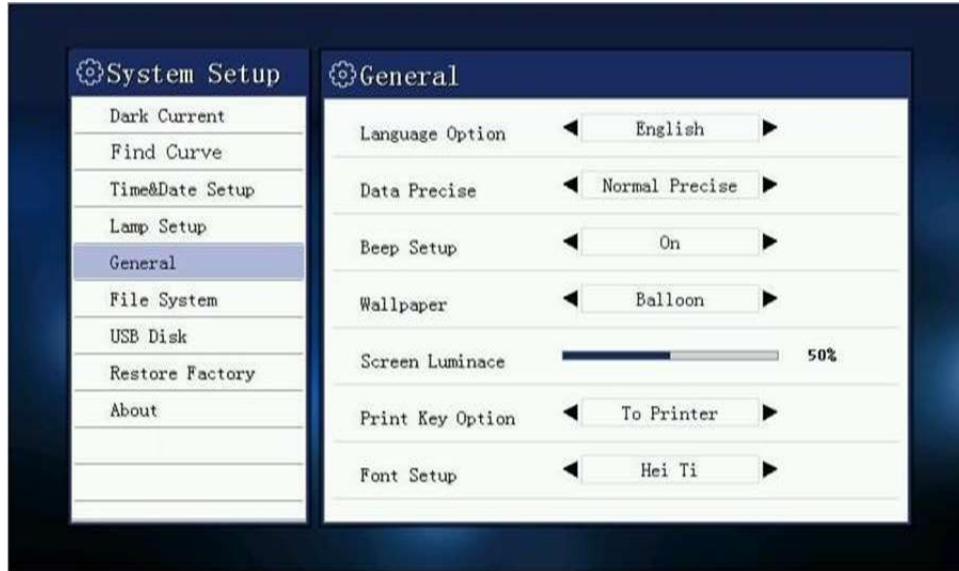 System Setup
Dark Current
Find Curve
Time&Date Setup
Lamp Setup
General
File System
USB Disk
Restore Factory
About
General
Language Option English
Data Precise Normal Precise
Beep Setup On
Wallpaper Balloon
Screen Luminace 50%
Print Key Option To Printer
Font Setup Hei Ti